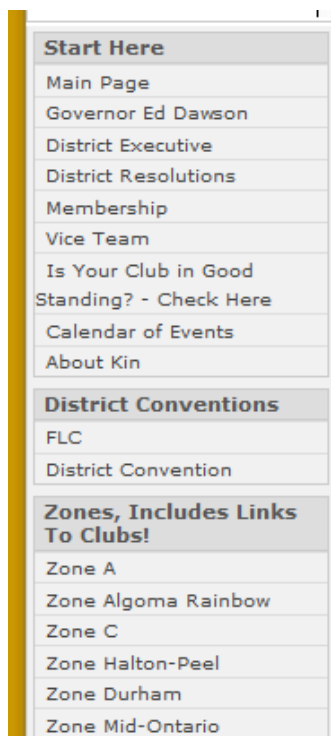 Start Here
Main Page
Governor Ed Dawson
District Executive
District Resolutions
Membership
Vice Team
Is Your Club in Good
Standing? - Check Here
Calendar of Events
About Kin
District Conventions
FLC
District Convention
Zones, Includes Links
To Clubs!
Zone A
Zone Algoma Rainbow
Zone C
Zone Halton-Peel
Zone Durham
Zone Mid-Ontario